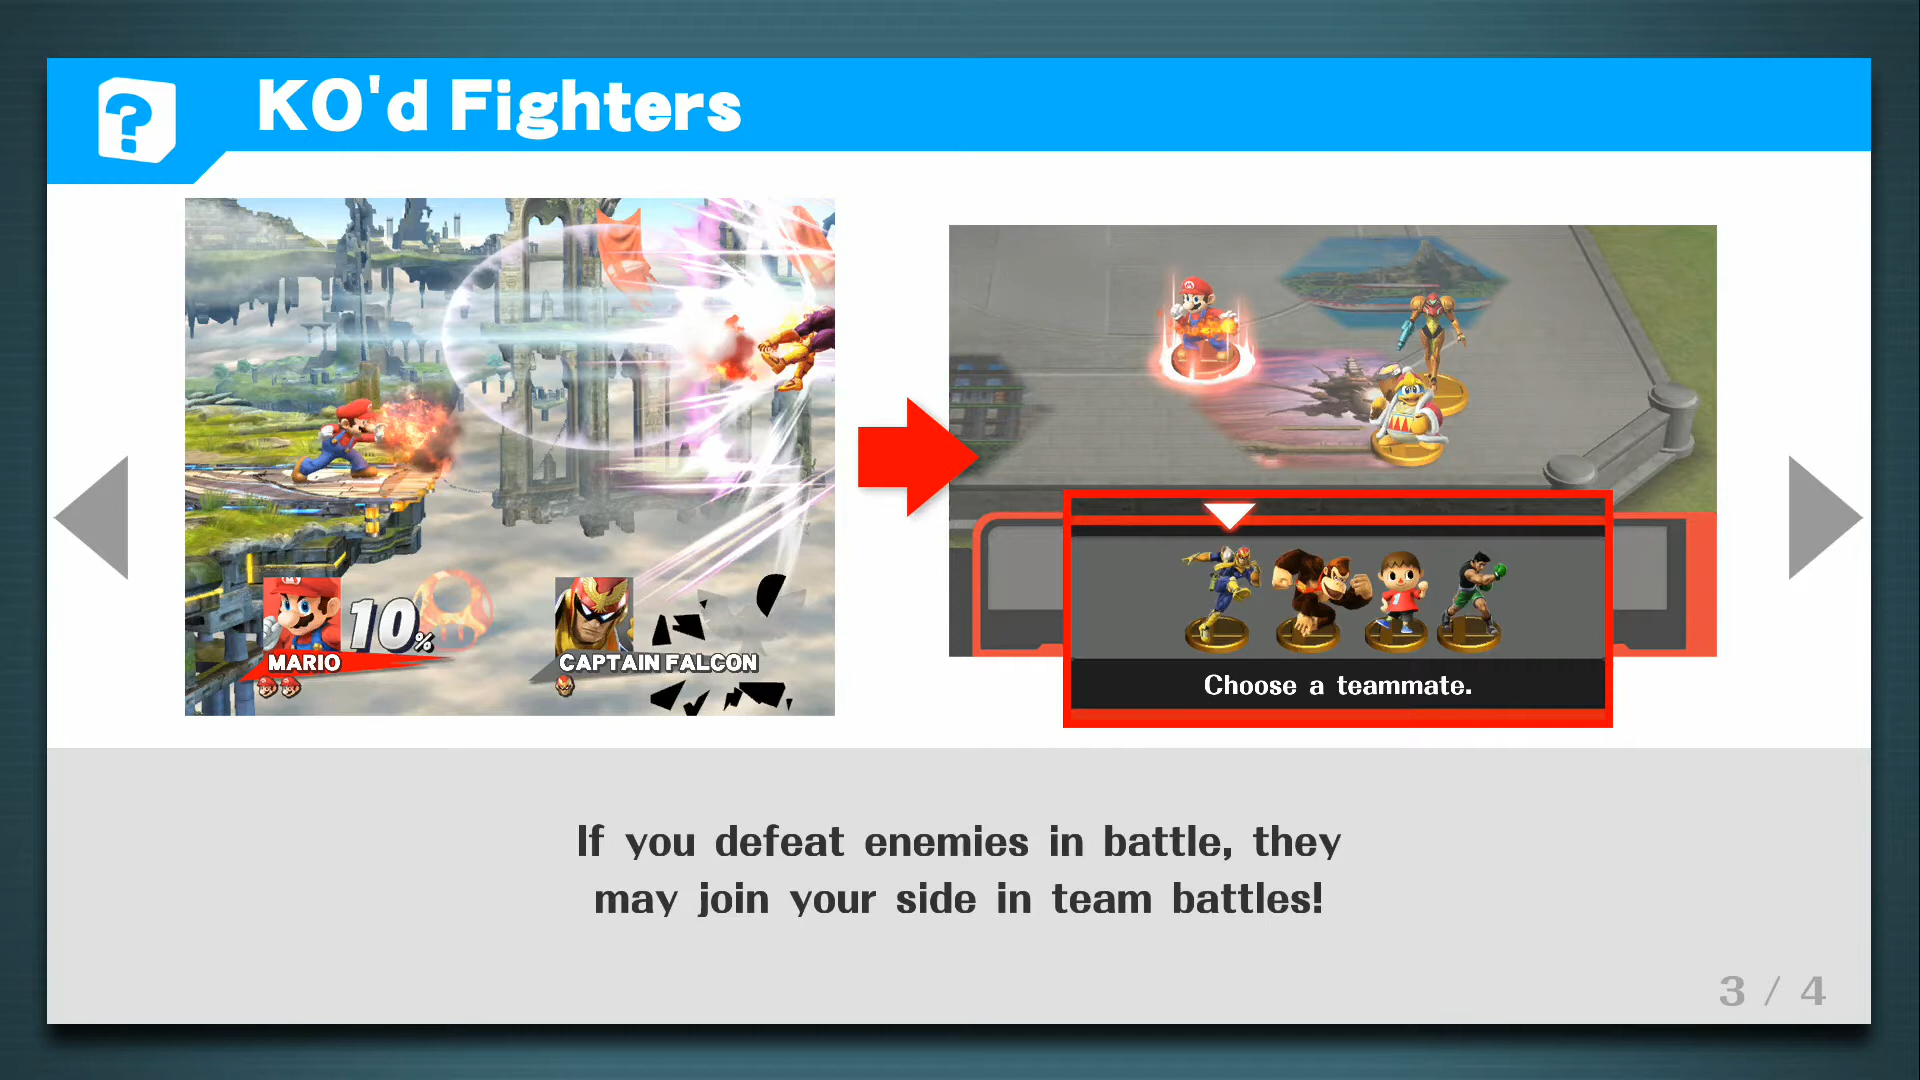 ?
KO'd Fighters
10%
MARIO
CAPTAIN FALCON
Choose a teammate.
If you defeat enemies in battle, they
may join your side in team battles!
3 / 4